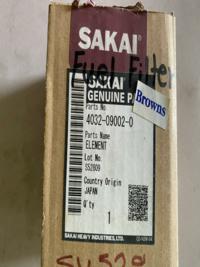 SAKAI
Fuel Filter
SAKAI
GENUINE P
Browns
Parts No
4032-09002-0
Parts Name
ELEMENT
Lot No
S52809
Country Origin
JAPAN
Q'ty
1
SAKAI HEAVY INDUSTRIES, LTD.